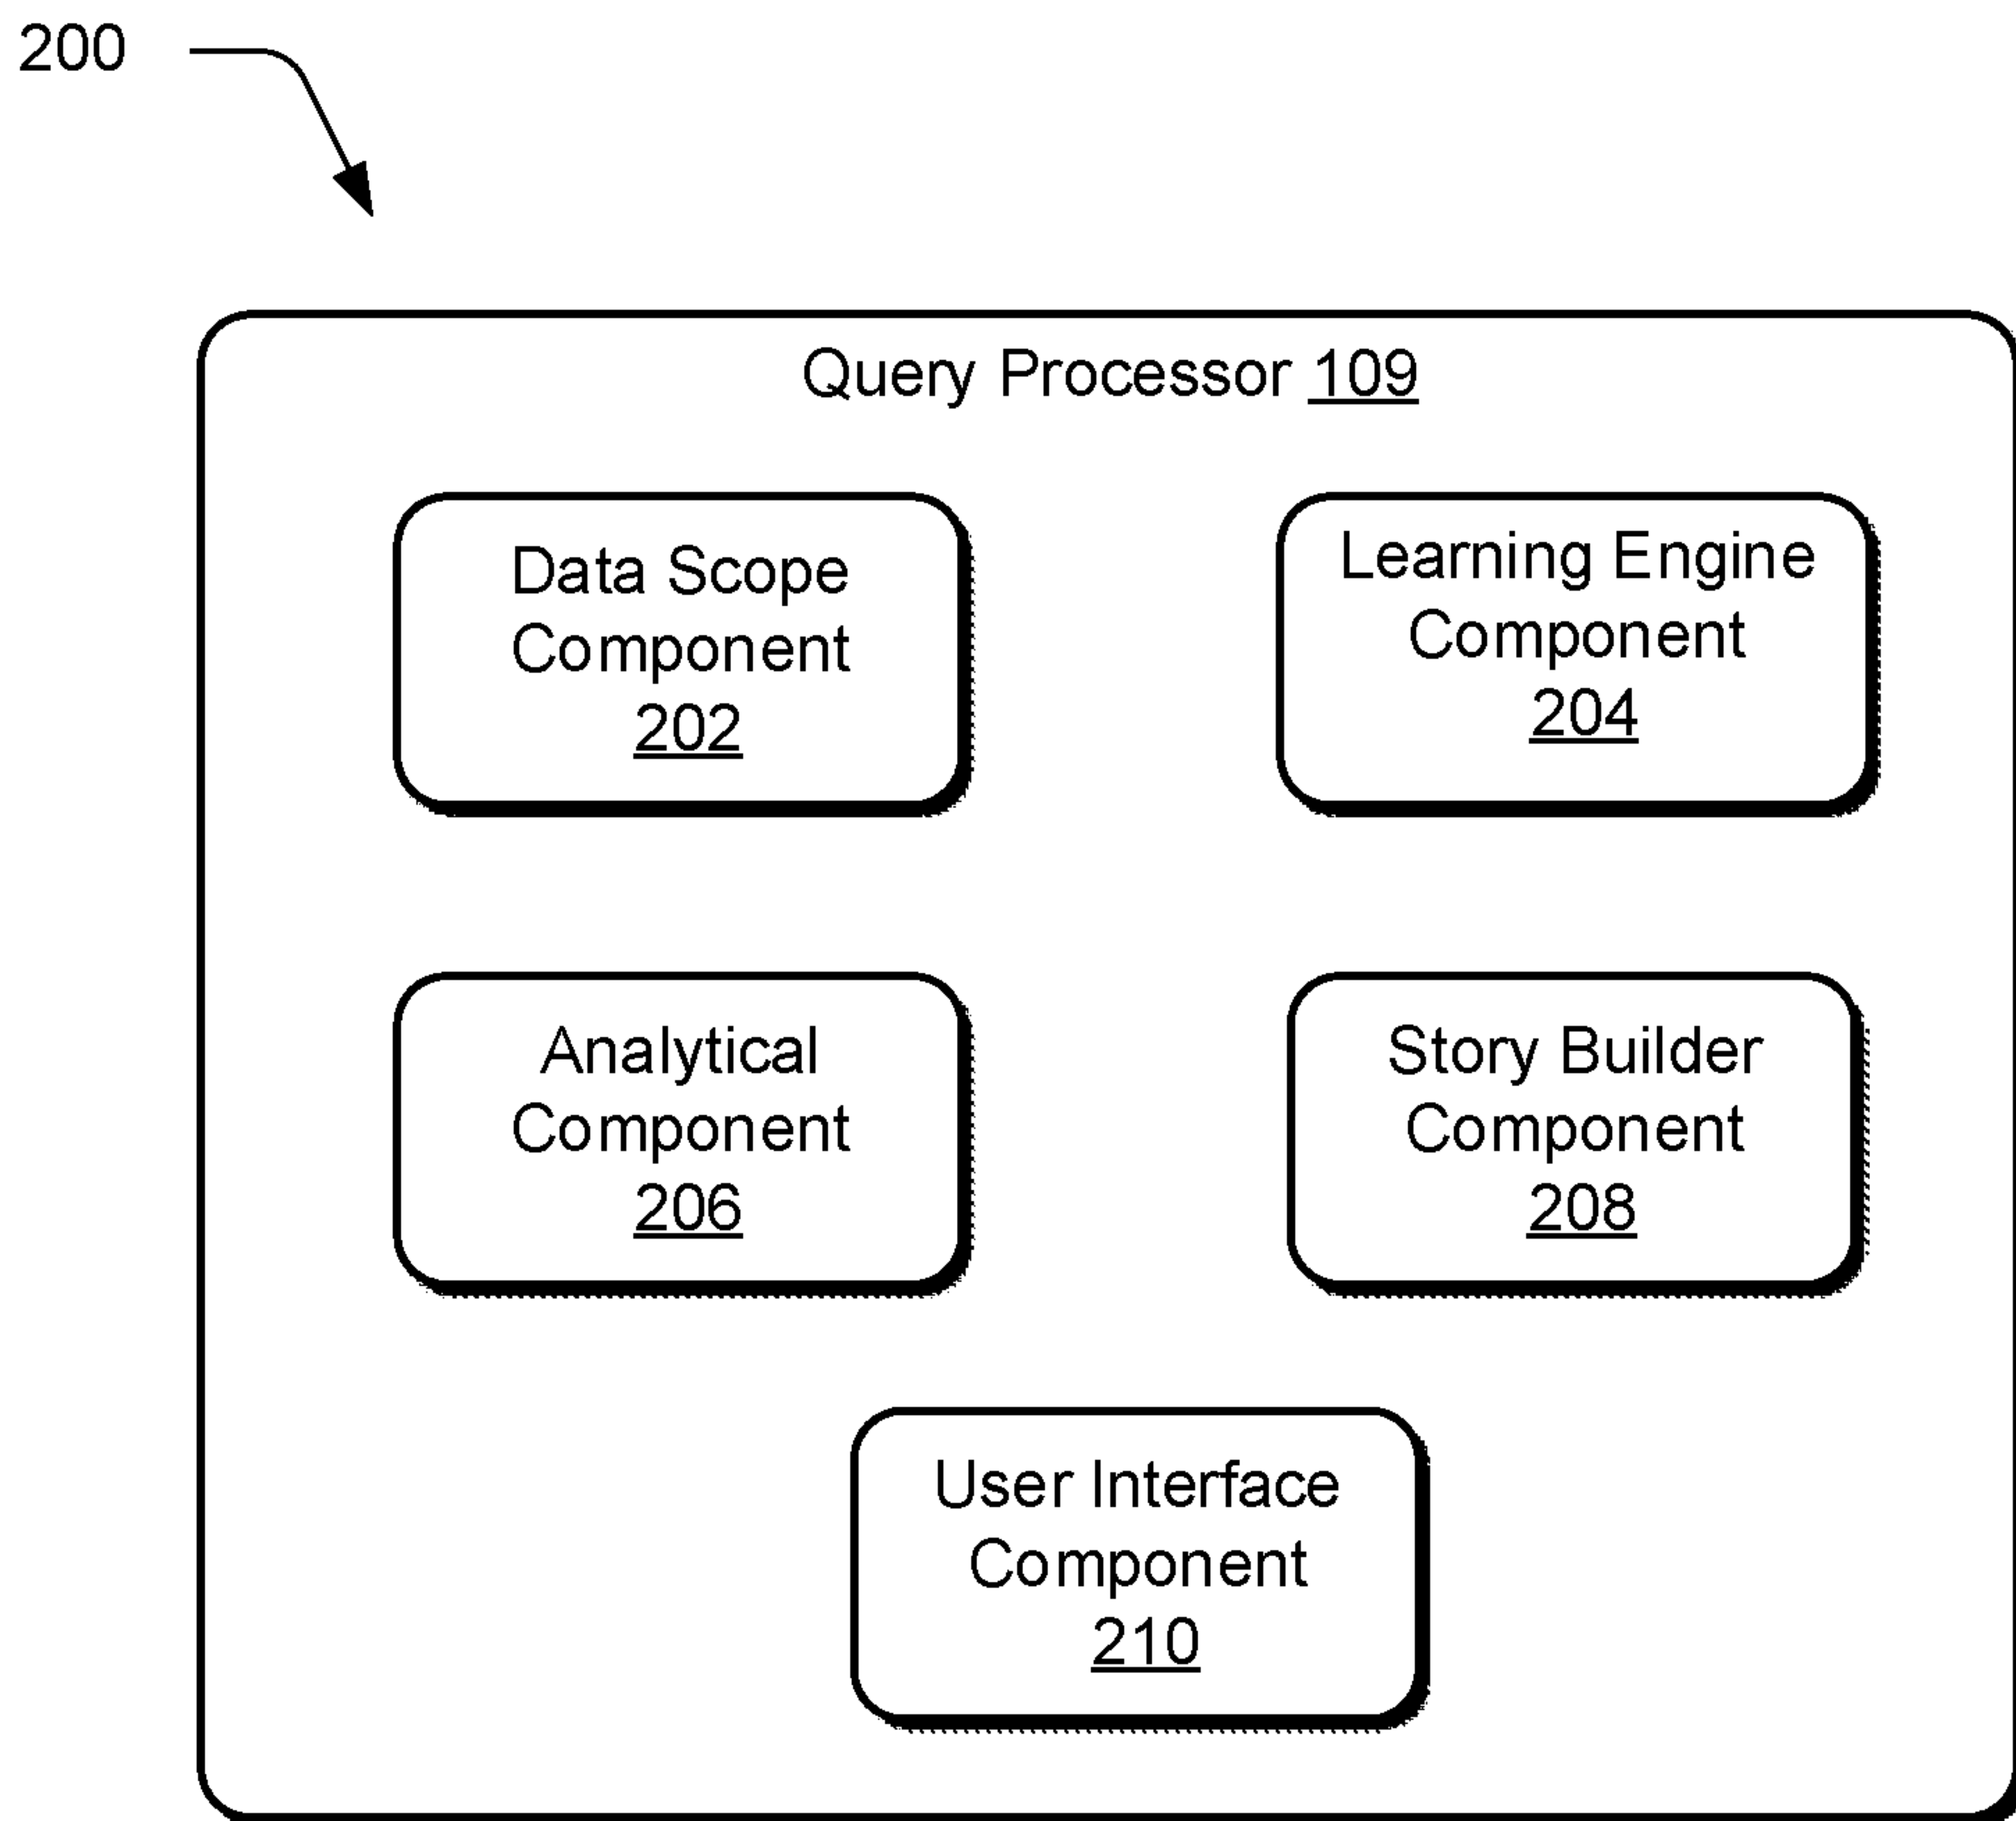 200
Query Processor 109
Data Scope
Component
202
Learning Engine
Component
204
Analytical
Component
206
Story Builder
Component
208
User Interface
Component
210